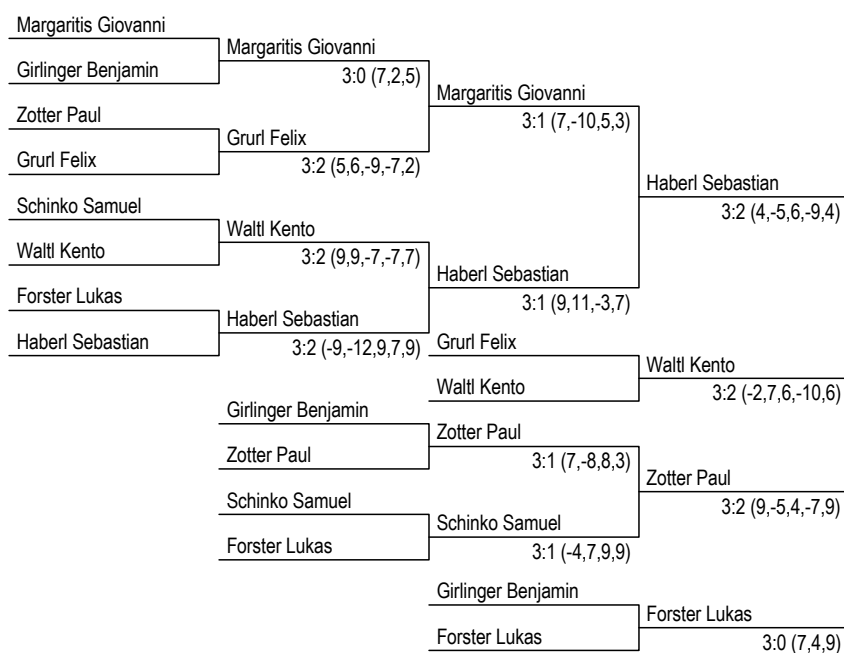 Margaritis Giovanni
Girlinger Benjamin
Margaritis Giovanni
3:0 (7,2,5)
Zotter Paul
Grurl Felix
Grurl Felix
3:2 (5,6,-9,-7,2)
Margaritis Giovanni
3:1 (7,-10,5,3)
Schinko Samuel
Waltl Kento
Waltl Kento
3:2 (9,9,-7,-7,7)
Forster Lukas
Haberl Sebastian
Haberl Sebastian
3:2 (-9,-12,9,7,9)
Haberl Sebastian
3:1 (9,11,-3,7)
Haberl Sebastian
3:2 (4,-5,6,-9,4)
Grurl Felix
Waltl Kento
Waltl Kento
3:2 (-2,7,6,-10,6)
Girlinger Benjamin
Zotter Paul
Zotter Paul
3:1 (7,-8,8,3)
Schinko Samuel
Forster Lukas
Schinko Samuel
3:1 (-4,7,9,9)
Zotter Paul
3:2 (9,-5,4,-7,9)
Girlinger Benjamin
Forster Lukas
Forster Lukas
3:0 (7,4,9)